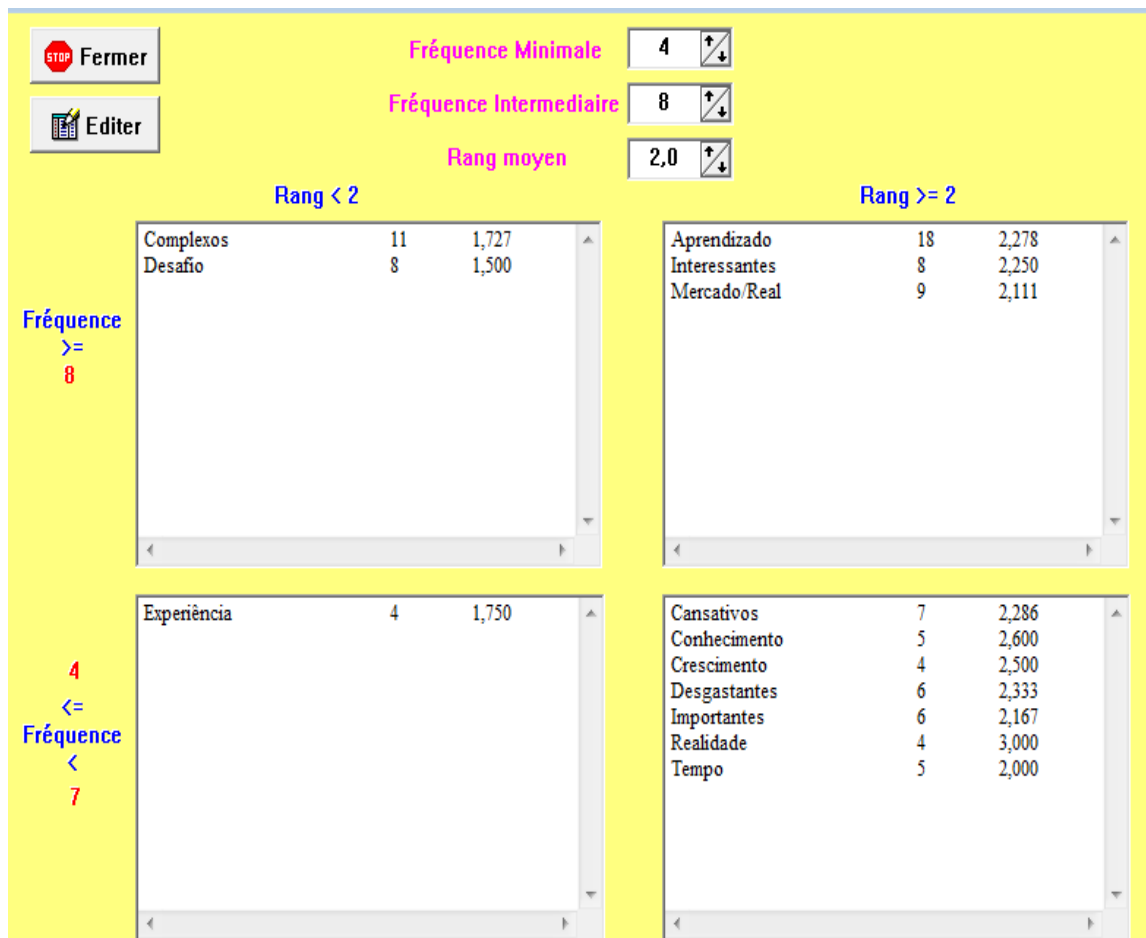 STOP Fermer
Fréquence Minimale 4
Editer
Fréquence Intermediaire 8
Rang moyen 2,0
Rang < 2
Rang >= 2
Fréquence
>=
8
Complexos 11 1,727
Desafio 8 1,500
Aprendizado 18 2,278
Interessantes 8 2,250
Mercado/Real 9 2,111
4
<=
Fréquence
<
7
Experiência 4 1,750
Cansativos 7 2,286
Conhecimento 5 2,600
Crescimento 4 2,500
Desgastantes 6 2,333
Importantes 6 2,167
Realidade 4 3,000
Tempo 5 2,000